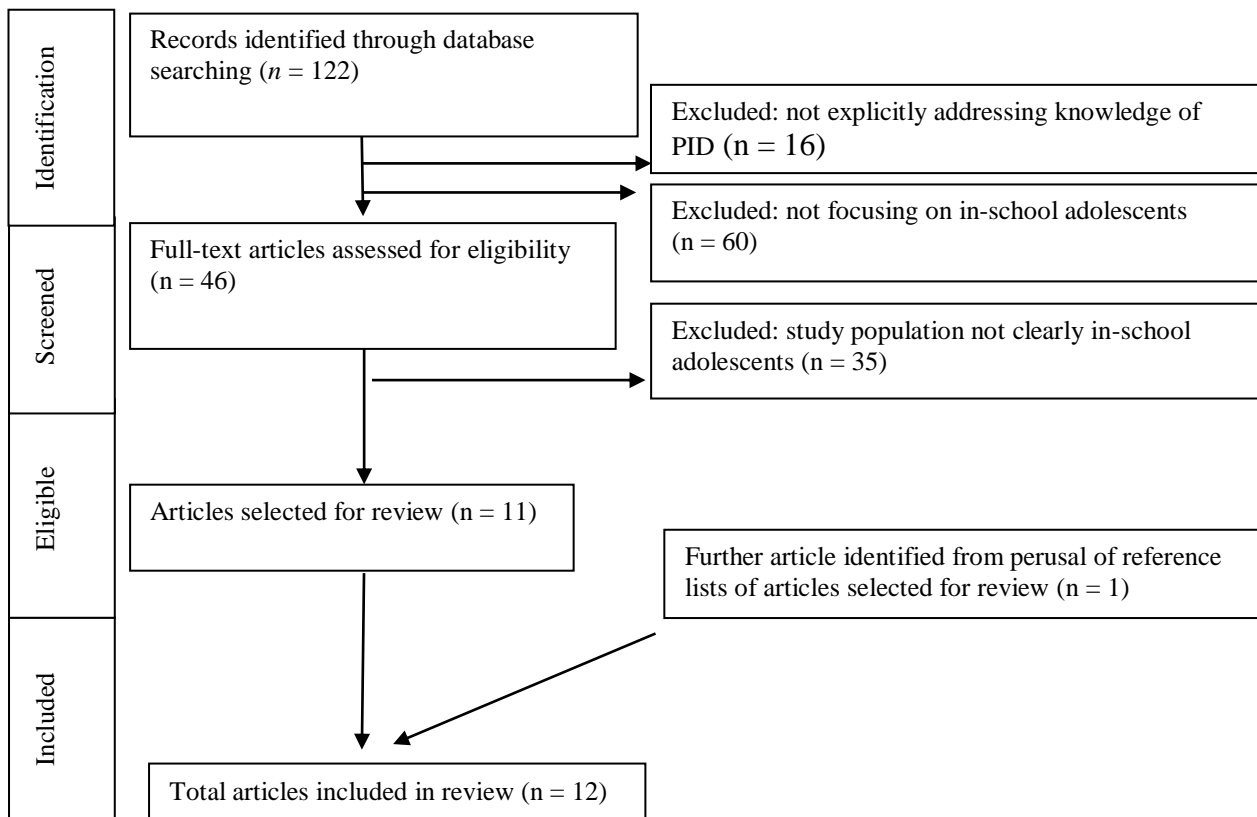 Identification
Records identified through database
searching (n = 122)
Excluded: not explicitly addressing knowledge of
PID (n = 16)
Excluded: not focusing on in-school adolescents
(n = 60)
Screened
Full-text articles assessed for eligibility
(n = 46)
Excluded: study population not clearly in-school
adolescents (n = 35)
Eligible
Articles selected for review (n = 11)
Further article identified from perusal of reference
lists of articles selected for review (n = 1)
Included
Total articles included in review (n = 12)